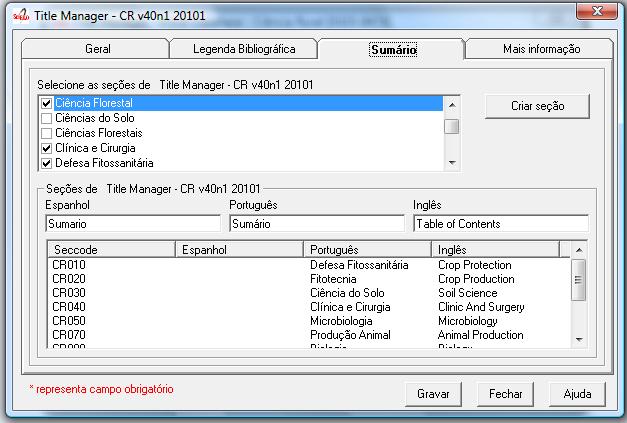 Title Manager - CR v40n1 20101
Geral
Legenda Bibliográfica
Sumário
Mais informação
Selecione as seções de Title Manager - CR v40n1 20101
Ciência Florestal
Ciências do Solo
Ciências Florestais
Clínica e Cirurgia
Defesa Fitossanitária
Criar seção
Seções de Title Manager - CR v40n1 20101
Espanhol Português Inglês
Sumario Sumário Table of Contents
Seccode Espanhol Português Inglês
CR010 Defesa Fitossanitária Crop Protection
CR020 Fitotecnia Crop Production
CR030 Ciência do Solo Soil Science
CR040 Clínica e Cirurgia Clinic And Surgery
CR050 Microbiologia Microbiology
CR070 Produção Animal Animal Production
* representa campo obrigatório
Gravar
Fechar
Ajuda